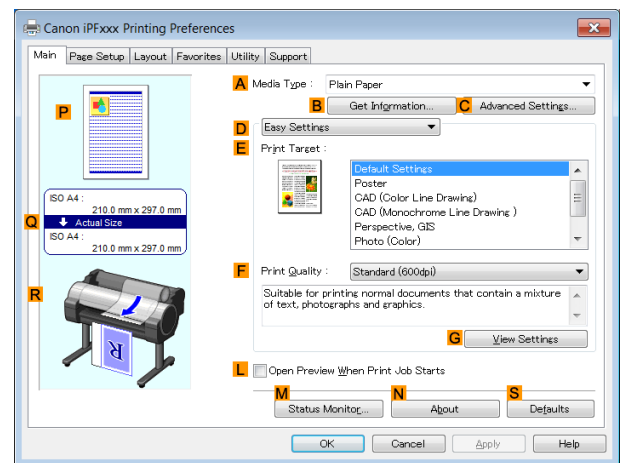 Canon iPFxxx Printing Preferences
Main Page Setup Layout Favorites Utility Support
A Media Type : Plain Paper
B Get Information... C Advanced Settings...
D Easy Settings
E Print Target :
Default Settings
Poster
CAD (Color Line Drawing)
CAD (Monochrome Line Drawing )
Perspective, GIS
Photo (Color)
P
ISO A4 :
210.0 mm x 297.0 mm
Q Actual Size
ISO A4 :
210.0 mm x 297.0 mm
R
F Print Quality : Standard (600dpi)
Suitable for printing normal documents that contain a mixture
of text, photographs and graphics.
G View Settings
L Open Preview When Print Job Starts
M Status Monitor... N About S Defaults
OK Cancel Apply Help